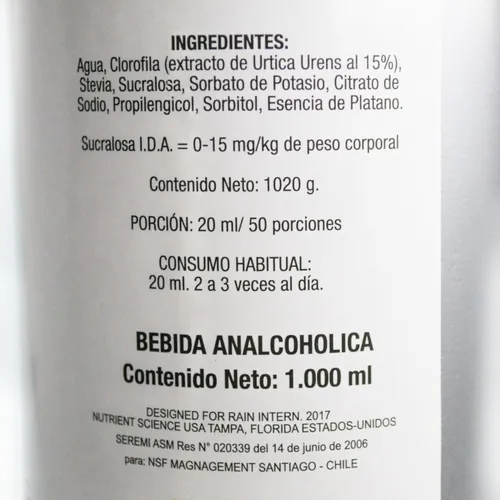 INGREDIENTES:
Agua, Clorofila (extracto de Urtica Urens al 15%),
Stevia, Sucralosa, Sorbato de Potasio, Citrato de
Sodio, Propilengicol, Sorbitol, Esencia de Platano.
Sucralosa I.D.A. = 0-15 mg/kg de peso corporal
Contenido Neto: 1020 g.
PORCIÓN: 20 ml/ 50 porciones
CONSUMO HABITUAL:
20 ml. 2 a 3 veces al día.
BEBIDA ANALCOHOLICA
Contenido Neto: 1.000 ml
DESIGNED FOR RAIN INTERN. 2017
NUTRIENT SCIENCE USA TAMPA, FLORIDA ESTADOS-UNIDOS
SEREMI ASM Res N° 020339 del 14 de junio de 2006
para: NSF MAGNAGEMENT SANTIAGO - CHILE